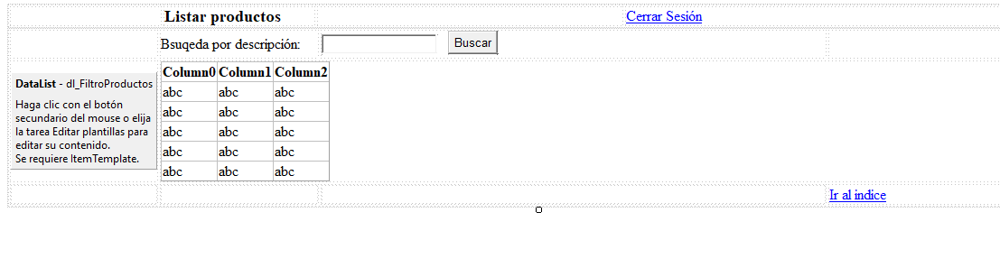 Listar productos
Cerrar Sesión
Bsuqeda por descripción:
Buscar
DataList - dl_FiltroProductos
Haga clic con el botón
secundario del mouse o elija
la tarea Editar plantillas para
editar su contenido.
Se requiere ItemTemplate.
Column0 Column1 Column2
abc abc abc
abc abc abc
abc abc abc
abc abc abc
abc abc abc
Ir al indice